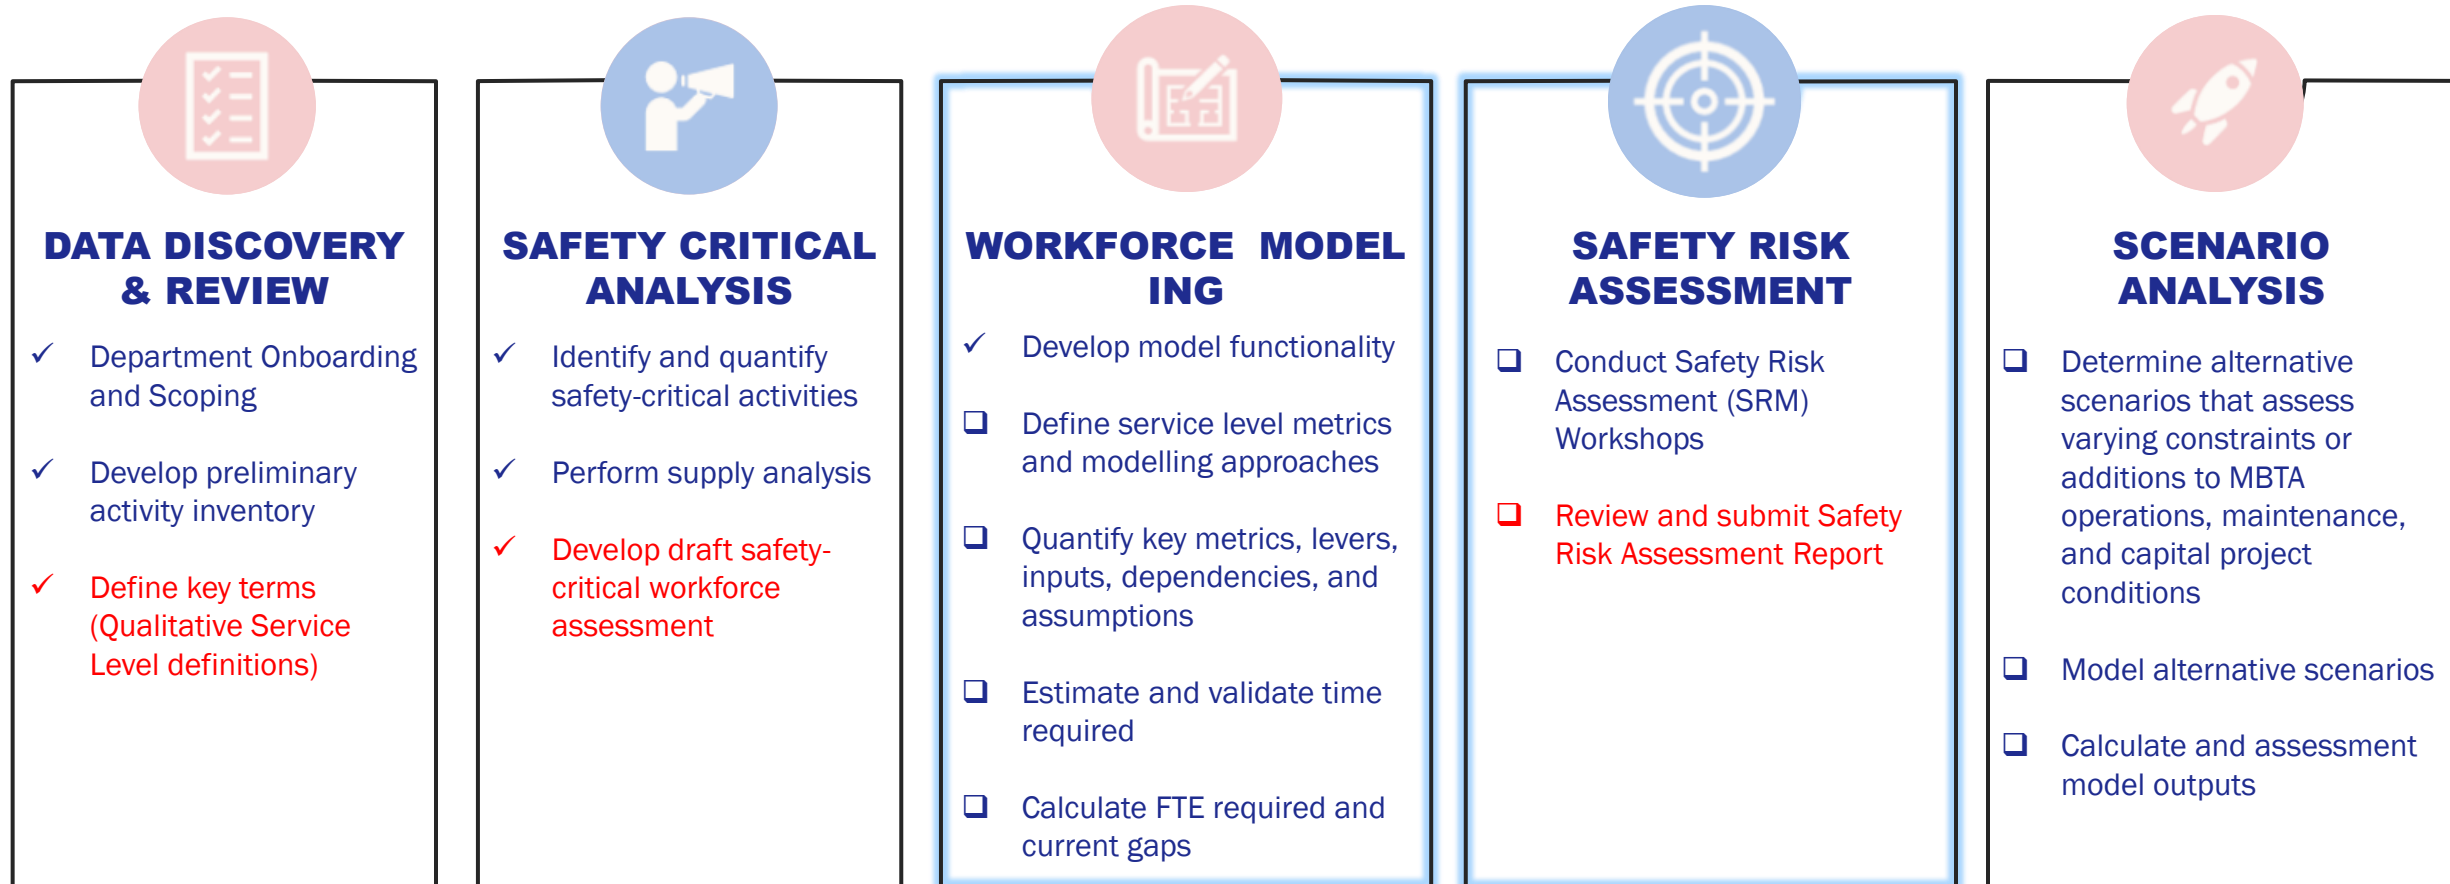 DATA DISCOVERY
& REVIEW
✓ Department Onboarding
and Scoping
✓ Develop preliminary
activity inventory
✓ Define key terms
(Qualitative Service
Level definitions)
SAFETY CRITICAL
ANALYSIS
✓ Identify and quantify
safety-critical activities
✓ Perform supply analysis
✓ Develop draft safety-
critical workforce
assessment
WORKFORCE MODEL
ING
✓ Develop model functionality
❑ Define service level metrics
and modelling approaches
❑ Quantify key metrics, levers,
inputs, dependencies, and
assumptions
❑ Estimate and validate time
required
❑ Calculate FTE required and
current gaps
SAFETY RISK
ASSESSMENT
❑ Conduct Safety Risk
Assessment (SRM)
Workshops
❑ Review and submit Safety
Risk Assessment Report
SCENARIO
ANALYSIS
❑ Determine alternative
scenarios that assess
varying constraints or
additions to MBTA
operations, maintenance,
and capital project
conditions
❑ Model alternative scenarios
❑ Calculate and assessment
model outputs